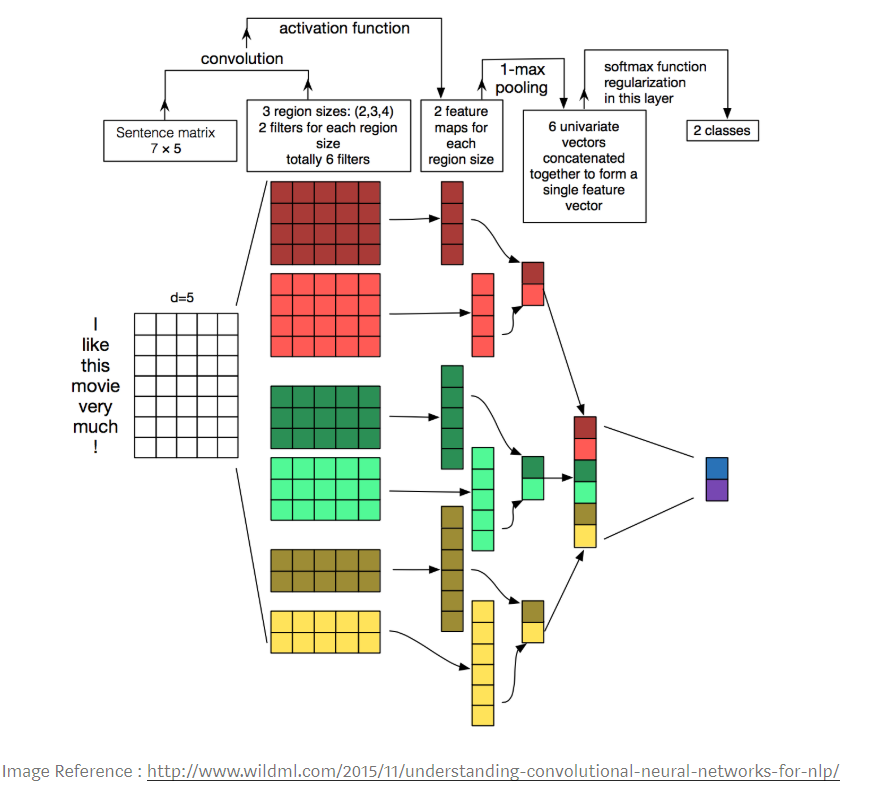 activation function
convolution
1-max
pooling
softmax function
regularization
in this layer
Sentence matrix
7 × 5
3 region sizes: (2,3,4)
2 filters for each region
size
totally 6 filters
2 feature
maps for
each
region size
6 univariate
vectors
concatenated
together to form a
single feature
vector
2 classes
d=5
I
like
this
movie
very
much
!
Image Reference : http://www.wildml.com/2015/11/understanding-convolutional-neural-networks-for-nlp/